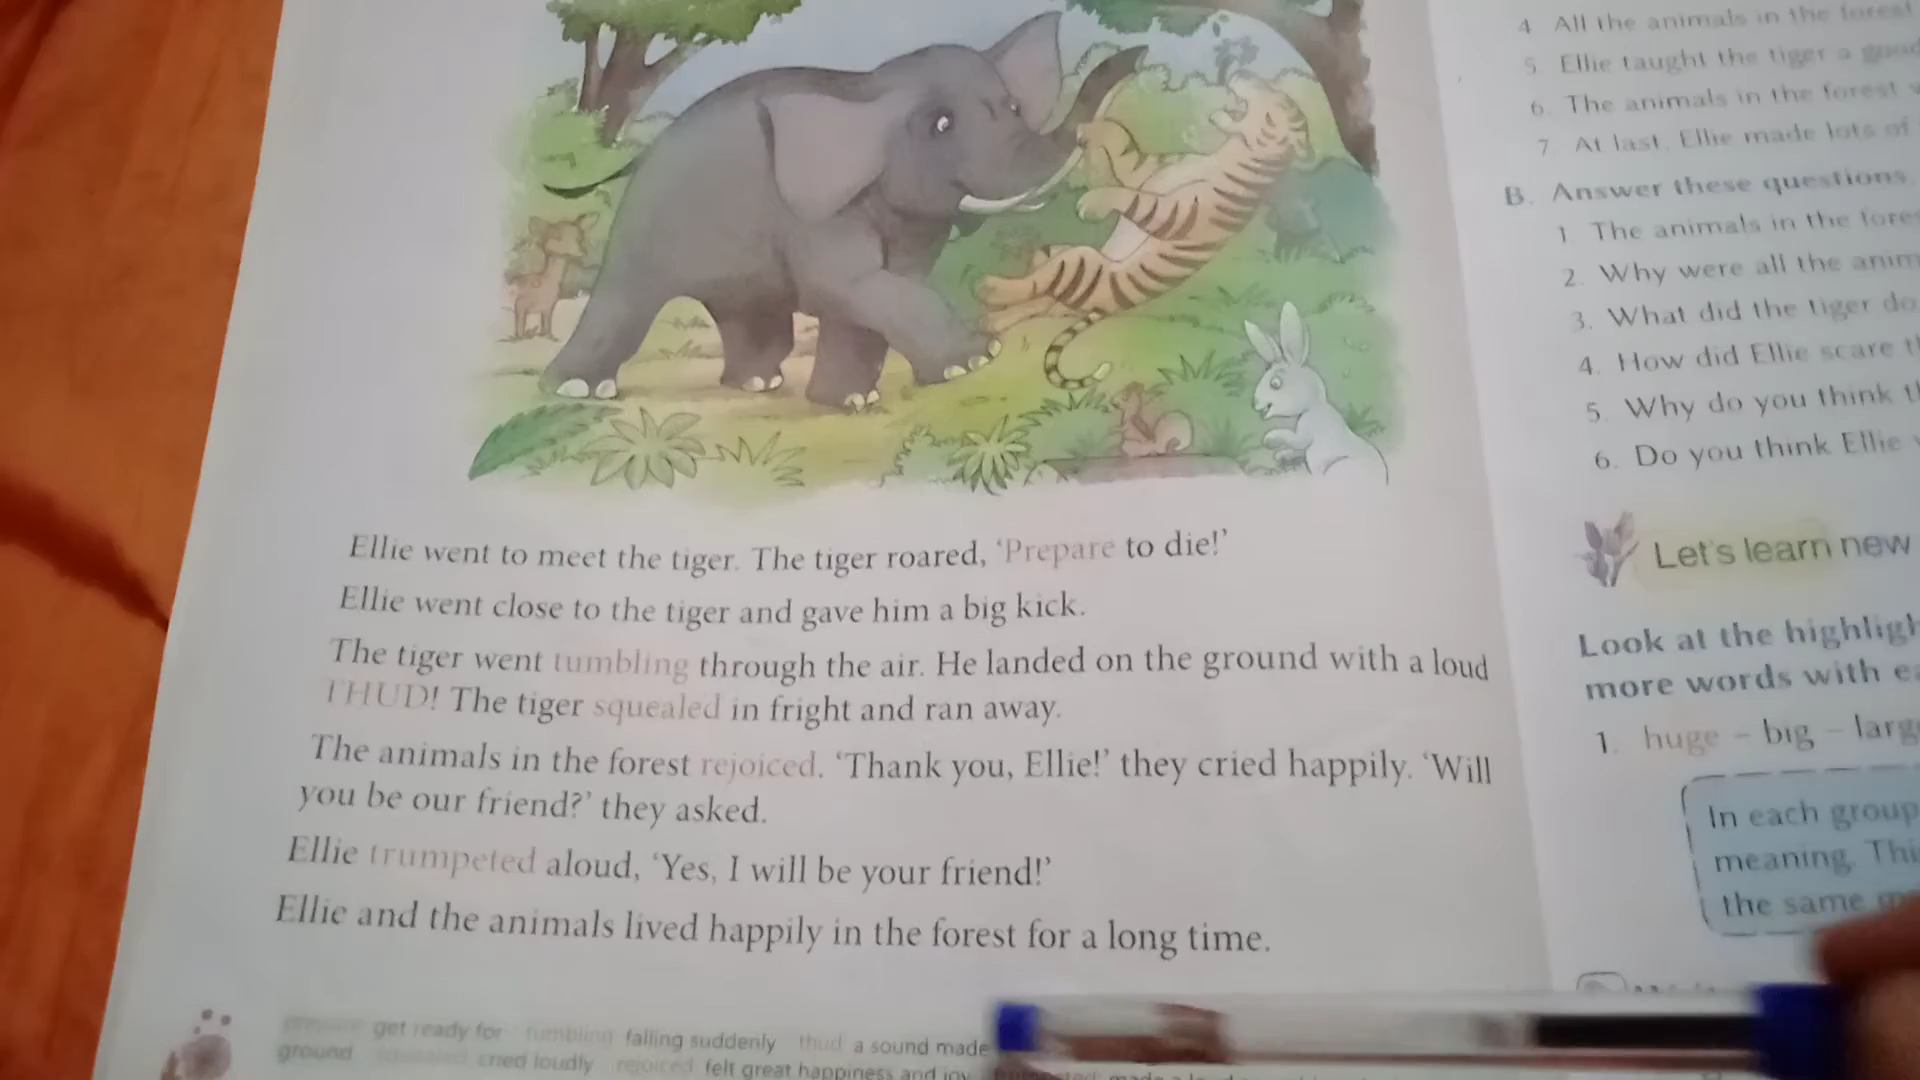 Ellie went to meet the tiger. The tiger roared, ‘Prepare to die!’
Ellie went close to the tiger and gave him a big kick.
The tiger went tumbling through the air. He landed on the ground with a loud
THUD! The tiger squealed in fright and ran away.
The animals in the forest rejoiced. ‘Thank you, Ellie!’ they cried happily. ‘Will
you be our friend?’ they asked.
Ellie trumpeted aloud, ‘Yes, I will be your friend!’
Ellie and the animals lived happily in the forest for a long time.
prepare get ready for tumbling falling suddenly thud a sound made
ground squealed cried loudly rejoiced felt great happiness and joy
4 All the animals in the forest
5. Ellie taught the tiger a good
6. The animals in the forest
7 At last, Ellie made lots of
B. Answer these questions.
1. The animals in the
2. Why were all the
3. What did the tiger do
4. How did Ellie scare
5. Why do you think
6. Do you think Ellie
Let's learn new
Look at the
more words with
1. huge – big –
In each group
meaning.
the same